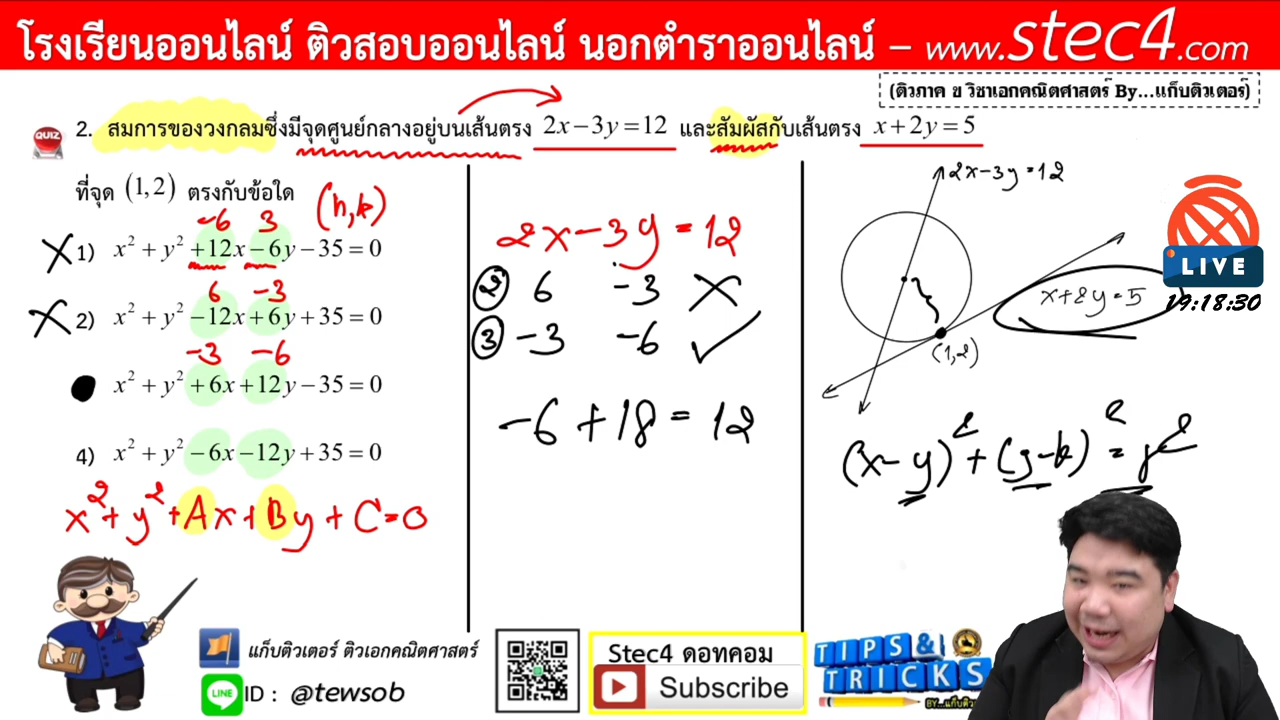 โรงเรียนออนไลน์ ติวสอบออนไลน์ นอกตำราออนไลน์ – www.stec4.com
(ติวภาค ข วิชาเอกคณิตศาสตร์ By...แก็บติวเตอร์)
QUIZ
2. สมการของวงกลมซึ่งมีจุดศูนย์กลางอยู่บนเส้นตรง 2x−3y=12 และสัมผัสกับเส้นตรง x+2y=5
ที่จุด (1,2) ตรงกับข้อใด
(h,k)
-6 3
X 1) x² + y² +12x −6y −35 = 0
6 -3
X 2) x² + y² −12x +6y +35 = 0
-3 -6
x² + y² +6x +12y −35 = 0
4) x² + y² −6x −12y +35 = 0
x² + y² + Ax + By + C = 0
2x − 3y = 12
② 6 -3 X
③ -3 -6 ✓
-6 + 18 = 12
2x-3y=12
x+2y=5
(1,2)
(x-y)² + (y-k)² = r²
LIVE
19:18:30
แก็บติวเตอร์ ติวเอกคณิตศาสตร์
LINE ID : @tewsob
Stec4 ดอทคอม
Subscribe
TIPS &
TRICKS